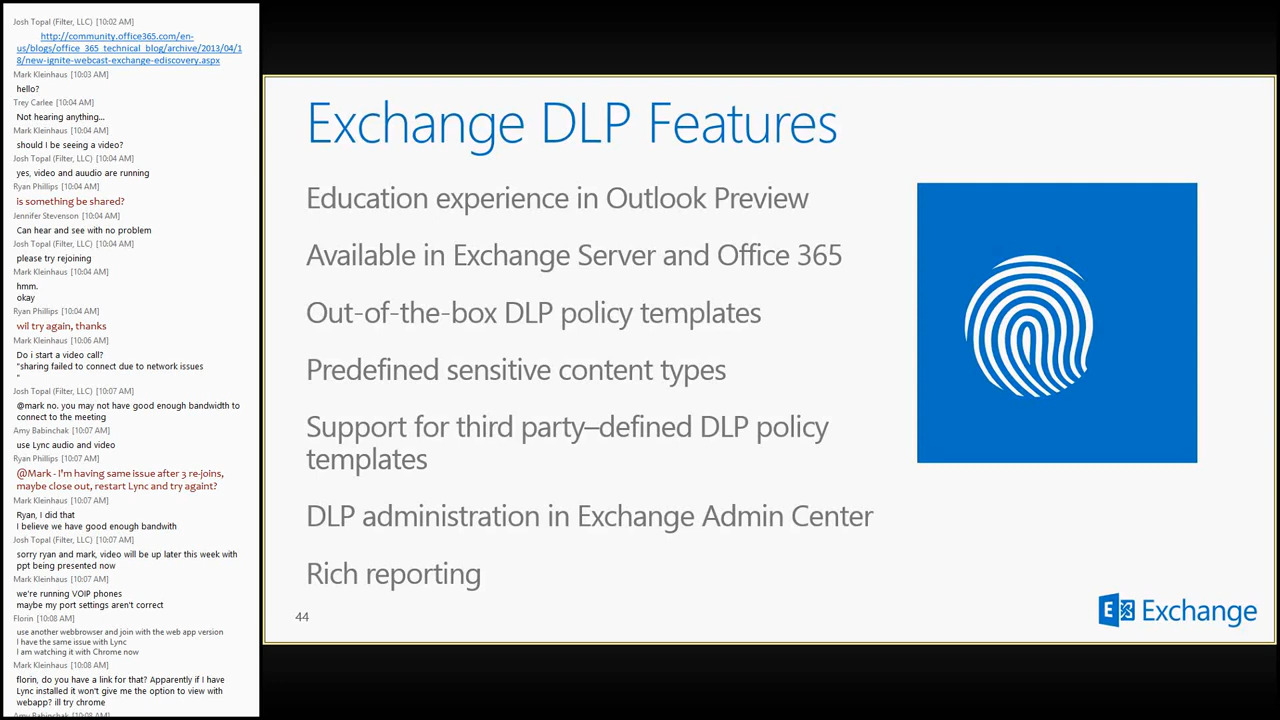 Josh Topal (Filter, LLC) [10:02 AM]
http://community.office365.com/en-
us/blogs/office_365_technical_blog/archive/2013/04/1
8/new-ignite-webcast-exchange-ediscovery.aspx
Mark Kleinhaus [10:03 AM]
hello?
Trey Carlee [10:04 AM]
Not hearing anything...
Mark Kleinhaus [10:04 AM]
should I be seeing a video?
Josh Topal (Filter, LLC) [10:04 AM]
yes, video and auudio are running
Ryan Phillips [10:04 AM]
is something be shared?
Jennifer Stevenson [10:04 AM]
Can hear and see with no problem
Josh Topal (Filter, LLC) [10:04 AM]
please try rejoining
Mark Kleinhaus [10:04 AM]
hmm.
okay
Ryan Phillips [10:04 AM]
wil try again, thanks
Mark Kleinhaus [10:06 AM]
Do i start a video call?
"sharing failed to connect due to network issues
"
Josh Topal (Filter, LLC) [10:07 AM]
@mark no. you may not have good enough bandwidth to
connect to the meeting
Amy Babinchak [10:07 AM]
use Lync audio and video
Ryan Phillips [10:07 AM]
@Mark - I'm having same issue after 3 re-joins,
maybe close out, restart Lync and try againt?
Mark Kleinhaus [10:07 AM]
Ryan, I did that
I believe we have good enough bandwith
Josh Topal (Filter, LLC) [10:07 AM]
sorry ryan and mark, video will be up later this week with
ppt being presented now
Mark Kleinhaus [10:07 AM]
we're running VOIP phones
maybe my port settings aren't correct
Florin [10:08 AM]
use another webbrowser and join with the web app version
I have the same issue with Lync
I am watching it with Chrome now
Mark Kleinhaus [10:08 AM]
florin, do you have a link for that? Apparently if I have
Lync installed it won't give me the option to view with
webapp? ill try chrome
Amy Babinchak [10:08 AM]
Exchange DLP Features
Education experience in Outlook Preview
Available in Exchange Server and Office 365
Out-of-the-box DLP policy templates
Predefined sensitive content types
Support for third party–defined DLP policy
templates
DLP administration in Exchange Admin Center
Rich reporting
44
Exchange